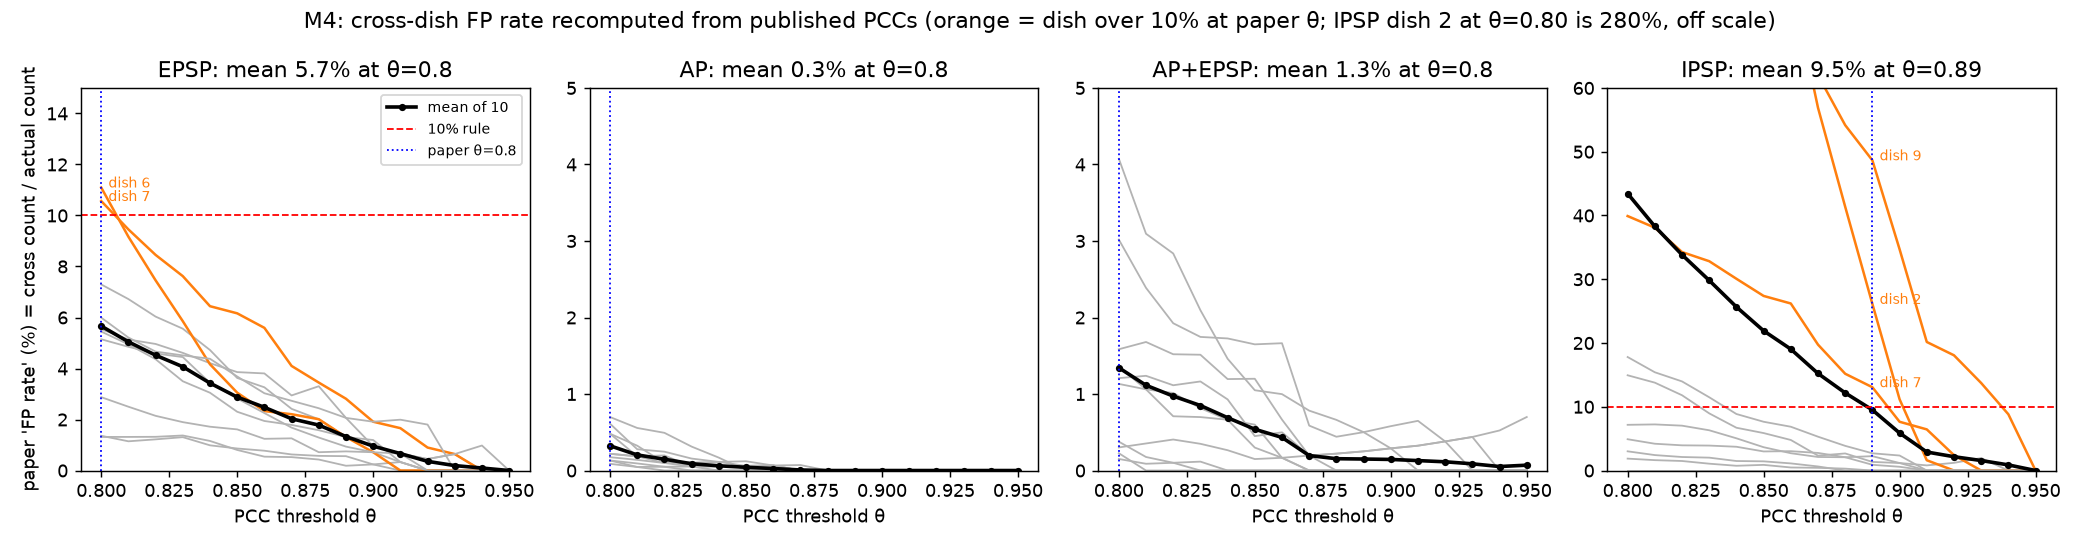 M4: cross-dish FP rate recomputed from published PCCs (orange = dish over 10% at paper θ; IPSP dish 2 at θ=0.80 is 280%, off scale)
EPSP: mean 5.7% at θ=0.8
AP: mean 0.3% at θ=0.8
AP+EPSP: mean 1.3% at θ=0.8
IPSP: mean 9.5% at θ=0.89
paper 'FP rate' (%) = cross count / actual count
14
12
10
8
6
4
2
0
mean of 10
10% rule
paper θ=0.8
dish 6
dish 7
0.800 0.825 0.850 0.875 0.900 0.925 0.950
PCC threshold θ
5
4
3
2
1
0
0.800 0.825 0.850 0.875 0.900 0.925 0.950
PCC threshold θ
5
4
3
2
1
0
0.800 0.825 0.850 0.875 0.900 0.925 0.950
PCC threshold θ
60
50
40
30
20
10
0
dish 9
dish 2
dish 7
0.800 0.825 0.850 0.875 0.900 0.925 0.950
PCC threshold θ